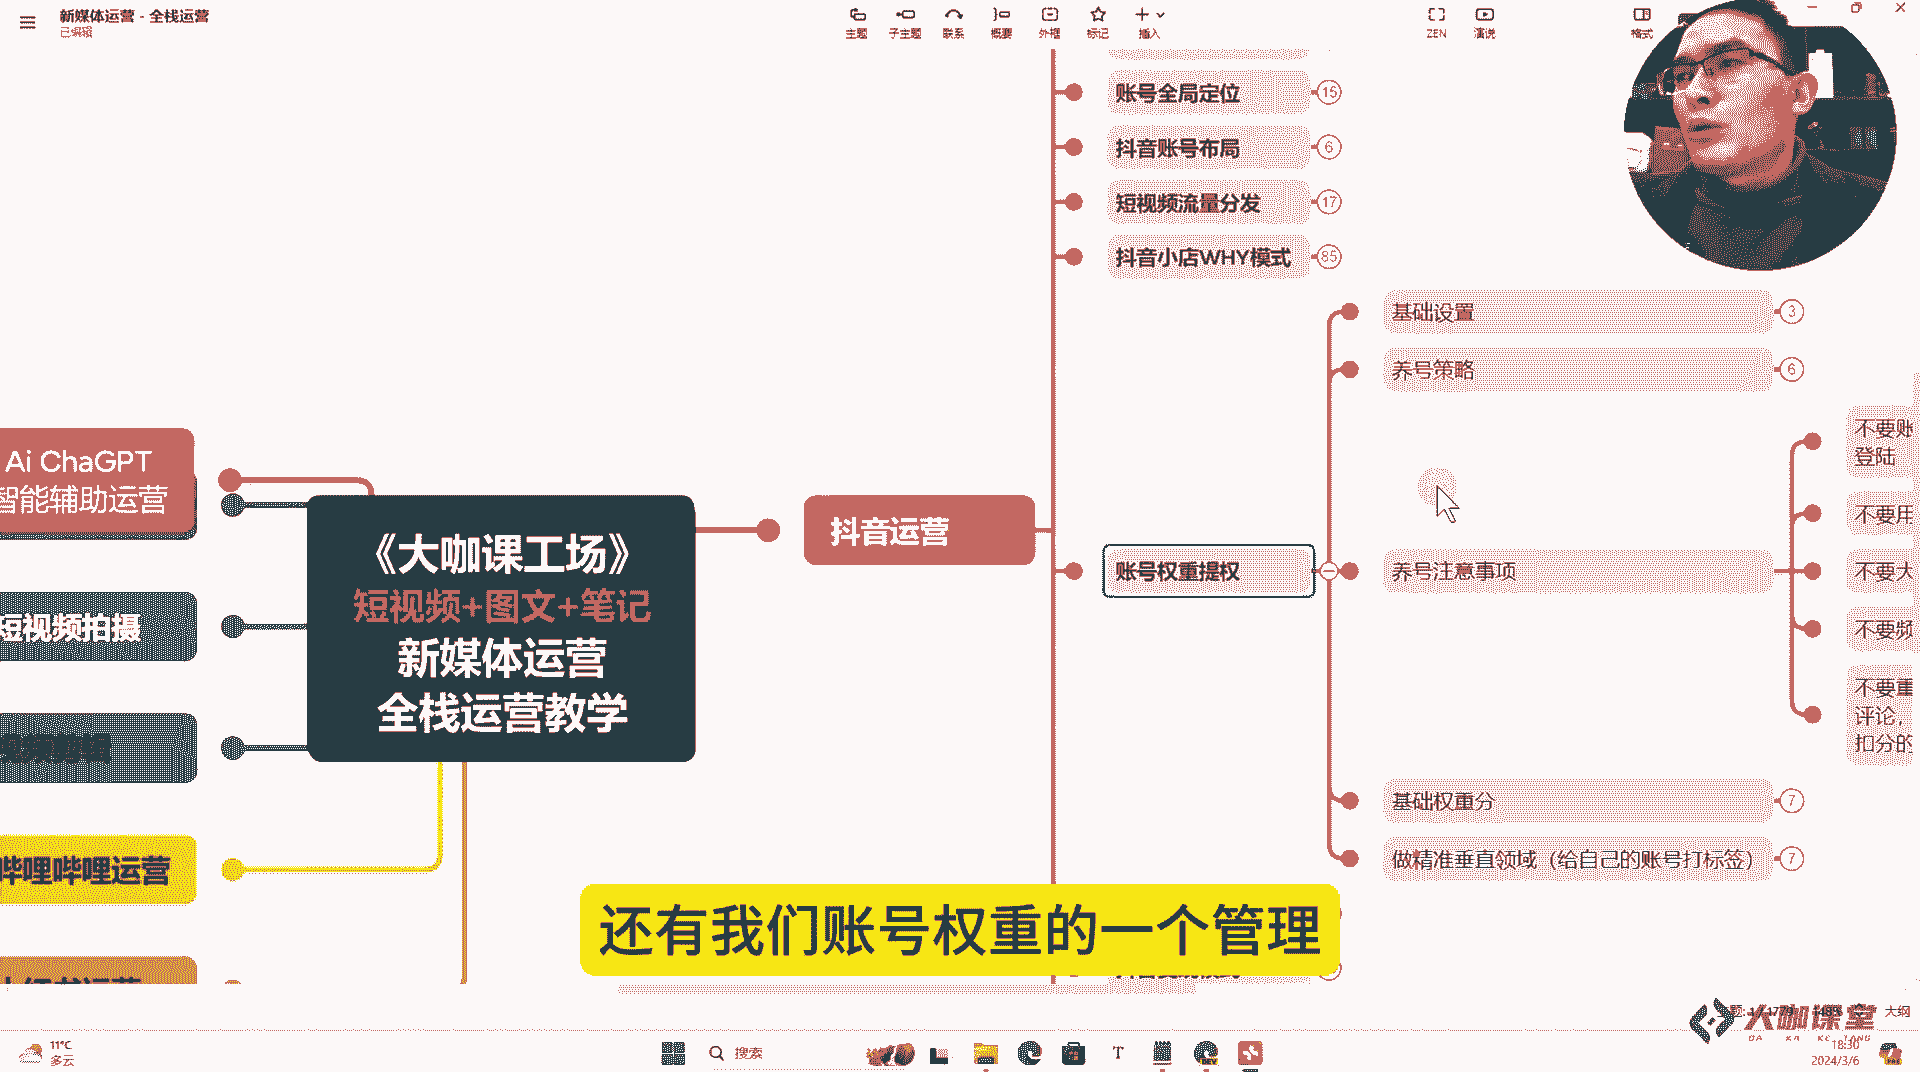 新媒体运营 - 全栈运营
已编辑
主题
子主题
联系
概要
外框
标记
插入
ZEN
演说
格式
账号全局定位
15
抖音账号布局
6
短视频流量分发
17
抖音小店WHY模式
85
基础设置
3
养号策略
6
不要账
登陆
不要用
养号注意事项
不要大
不要频
不要重
评论，
扣分的
基础权重分
7
做精准垂直领域（给自己的账号打标签）
7
账号权重提权
抖音运营
Ai ChaGPT
智能辅助运营
《大咖课工场》
短视频+图文+笔记
新媒体运营
全栈运营教学
短视频拍摄
哔哩哔哩运营
还有我们账号权重的一个管理
大纲
大咖课堂
DA KA KE TANG
11°C
多云
搜索
T
DEV
18:30
2024/3/6